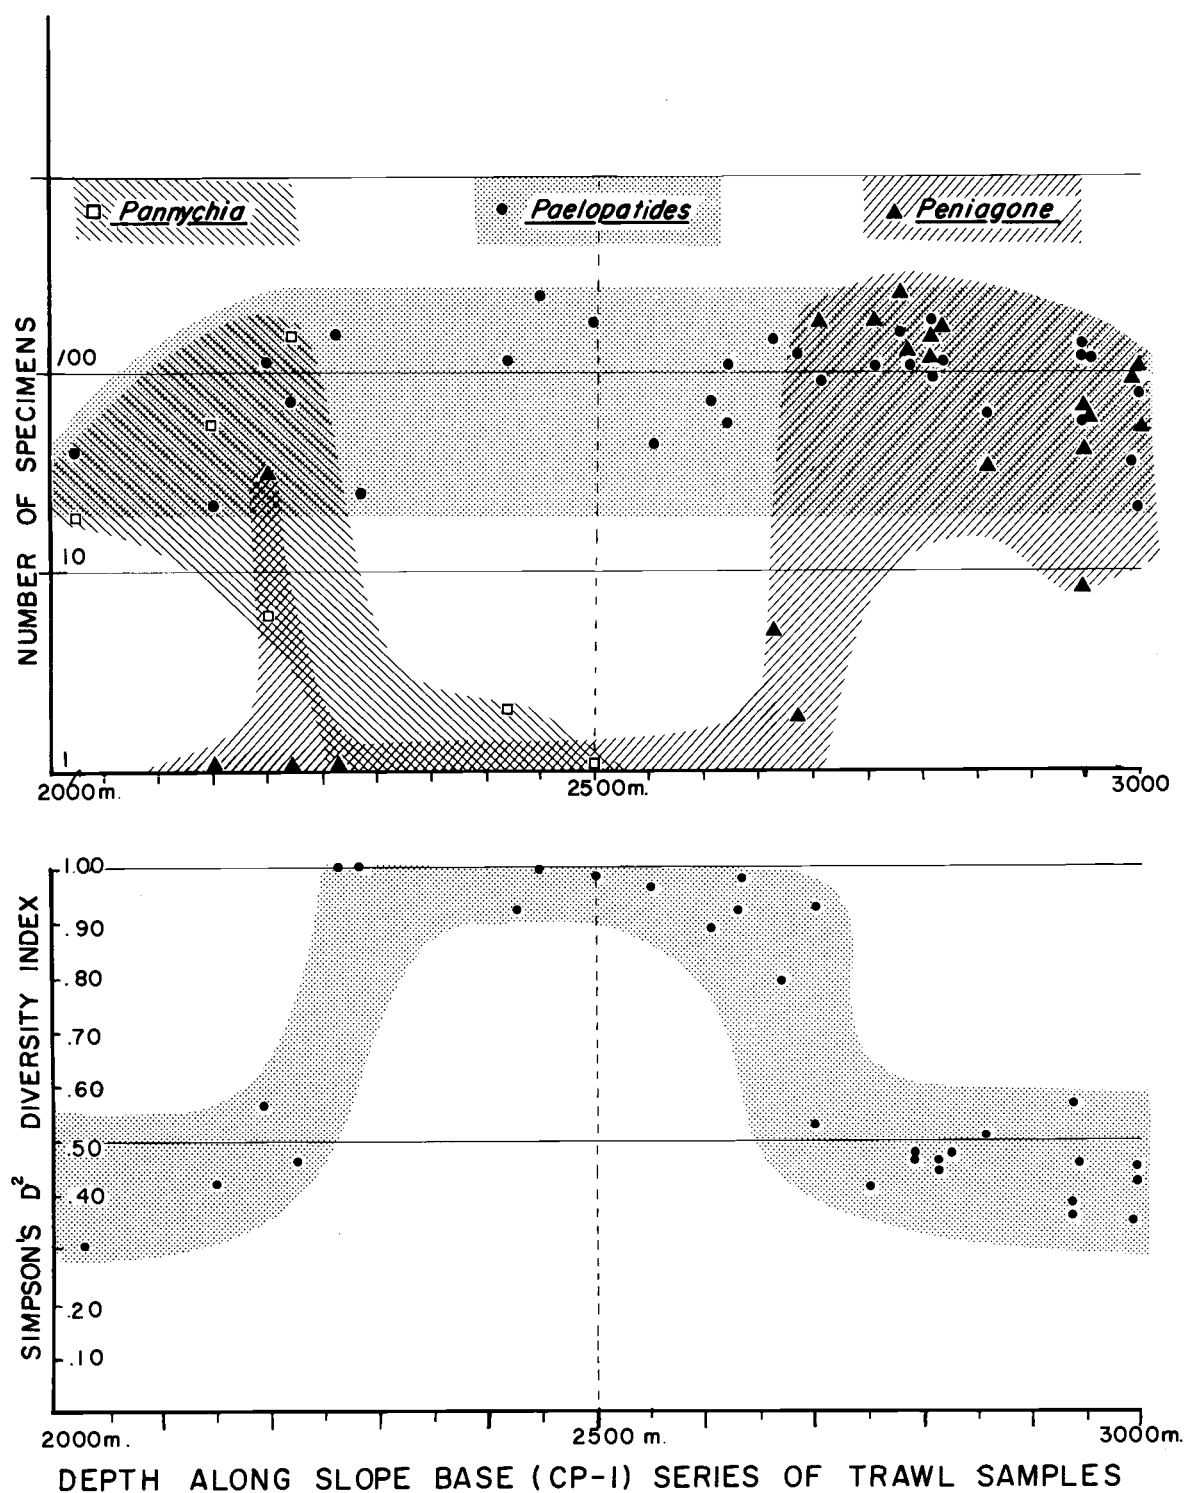 Pannychia Paelopatides Peniagone
NUMBER OF SPECIMENS
100
10
1
2000m. 2500m. 3000
SIMPSON'S D² DIVERSITY INDEX
1.00
.90
.80
.70
.60
.50
.40
.20
.10
2000m. 2500 m. 3000m.
DEPTH ALONG SLOPE BASE (CP-1) SERIES OF TRAWL SAMPLES